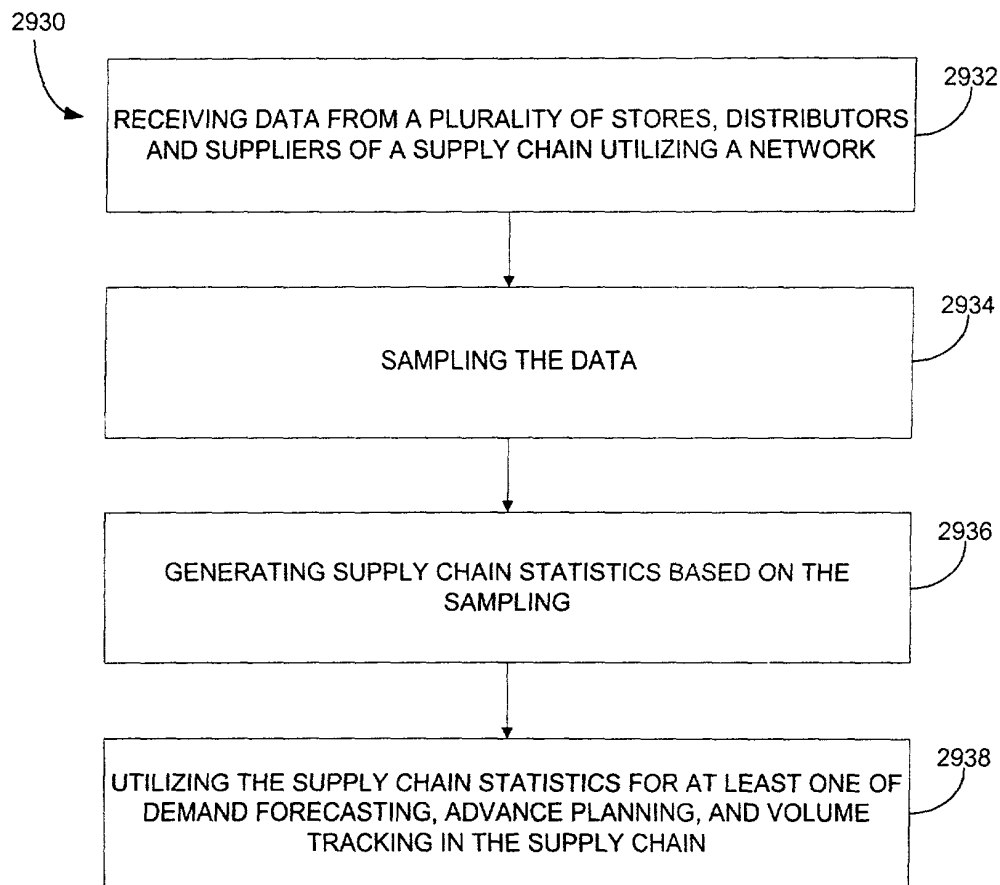 2930
2932
RECEIVING DATA FROM A PLURALITY OF STORES, DISTRIBUTORS
AND SUPPLIERS OF A SUPPLY CHAIN UTILIZING A NETWORK
2934
SAMPLING THE DATA
2936
GENERATING SUPPLY CHAIN STATISTICS BASED ON THE
SAMPLING
2938
UTILIZING THE SUPPLY CHAIN STATISTICS FOR AT LEAST ONE OF
DEMAND FORECASTING, ADVANCE PLANNING, AND VOLUME
TRACKING IN THE SUPPLY CHAIN